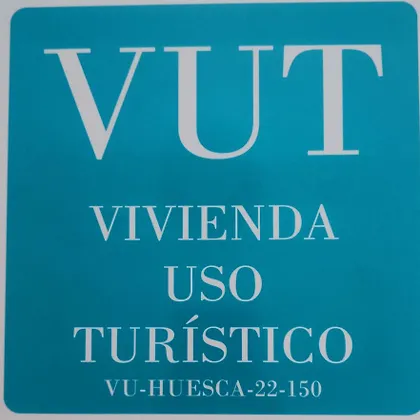 VUT
VIVIENDA
USO
TURÍSTICO
VU-HUESCA-22-150